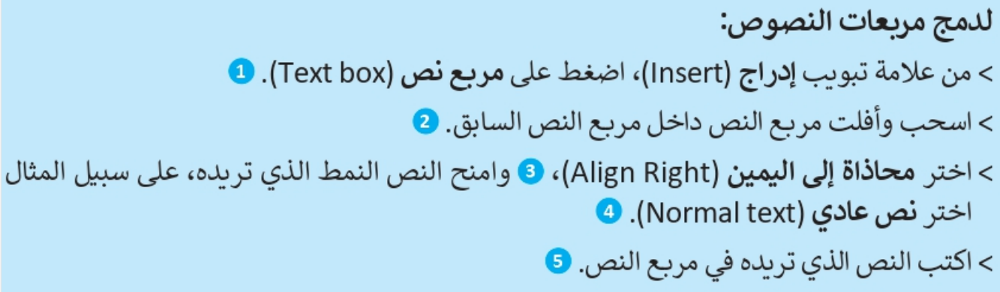 لدمج مربعات النصوص:
> من علامة تبويب إدراج (Insert)، اضغط على مربع نص (Text box). 1
> اسحب وأفلت مربع النص داخل مربع النص السابق. 2
> اختر محاذاة إلى اليمين (Align Right)، 3 وامنح النص النمط الذي تريده، على سبيل المثال
اختر نص عادي (Normal text). 4
> اكتب النص الذي تريده في مربع النص. 5